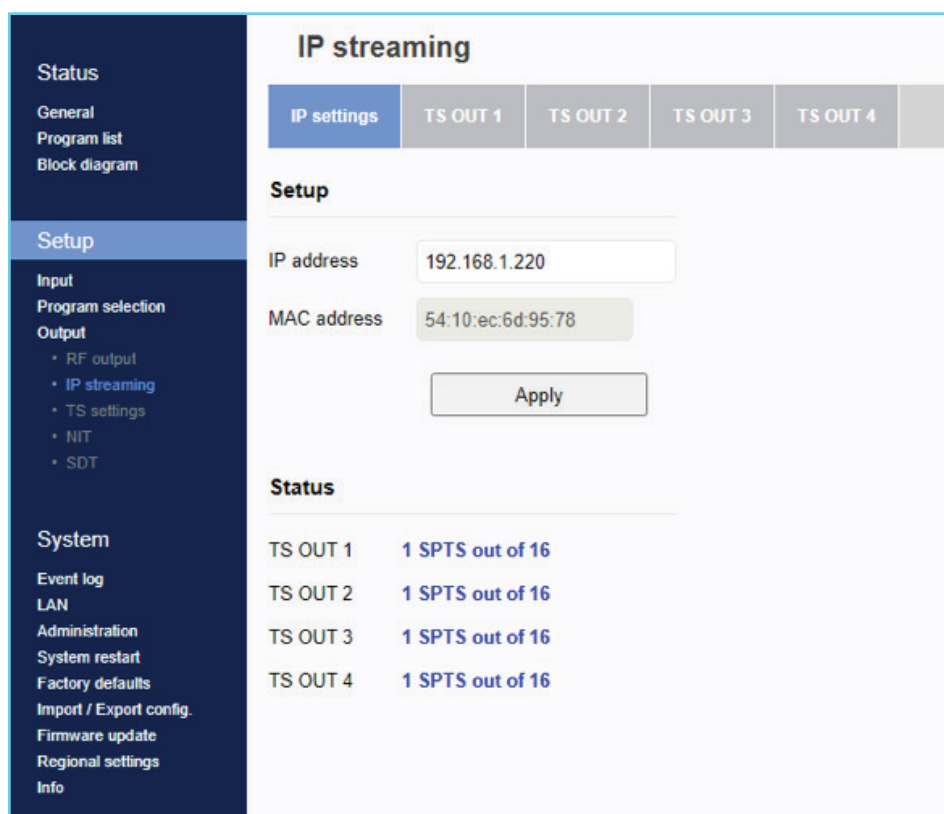 Status
General
Program list
Block diagram
Setup
Input
Program selection
Output
• RF output
• IP streaming
• TS settings
• NIT
• SDT
System
Event log
LAN
Administration
System restart
Factory defaults
Import / Export config.
Firmware update
Regional settings
Info
IP streaming
IP settings TS OUT 1 TS OUT 2 TS OUT 3 TS OUT 4
Setup
IP address 192.168.1.220
MAC address 54:10:ec:6d:95:78
Apply
Status
TS OUT 1 1 SPTS out of 16
TS OUT 2 1 SPTS out of 16
TS OUT 3 1 SPTS out of 16
TS OUT 4 1 SPTS out of 16